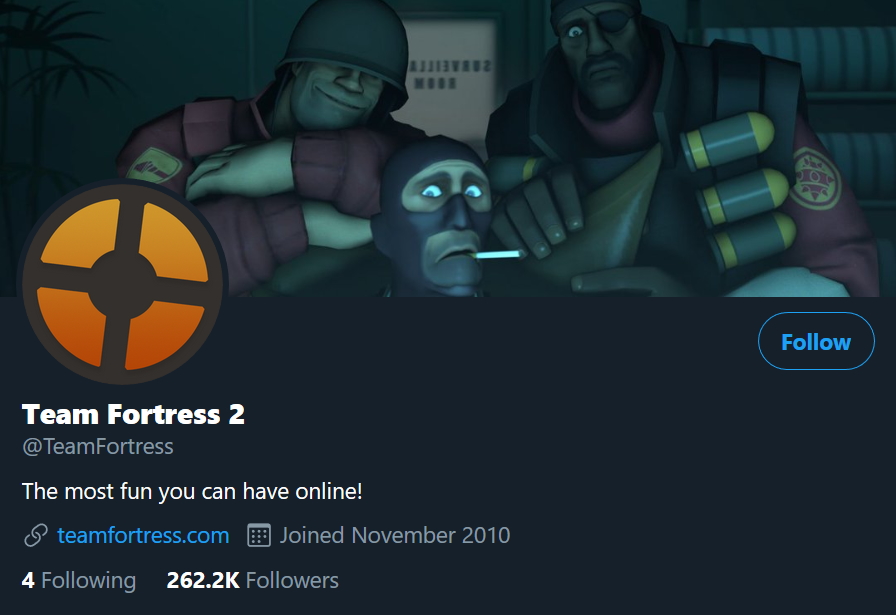 SURVEILLA
ROOM
Follow
Team Fortress 2
@TeamFortress
The most fun you can have online!
teamfortress.com Joined November 2010
4 Following 262.2K Followers